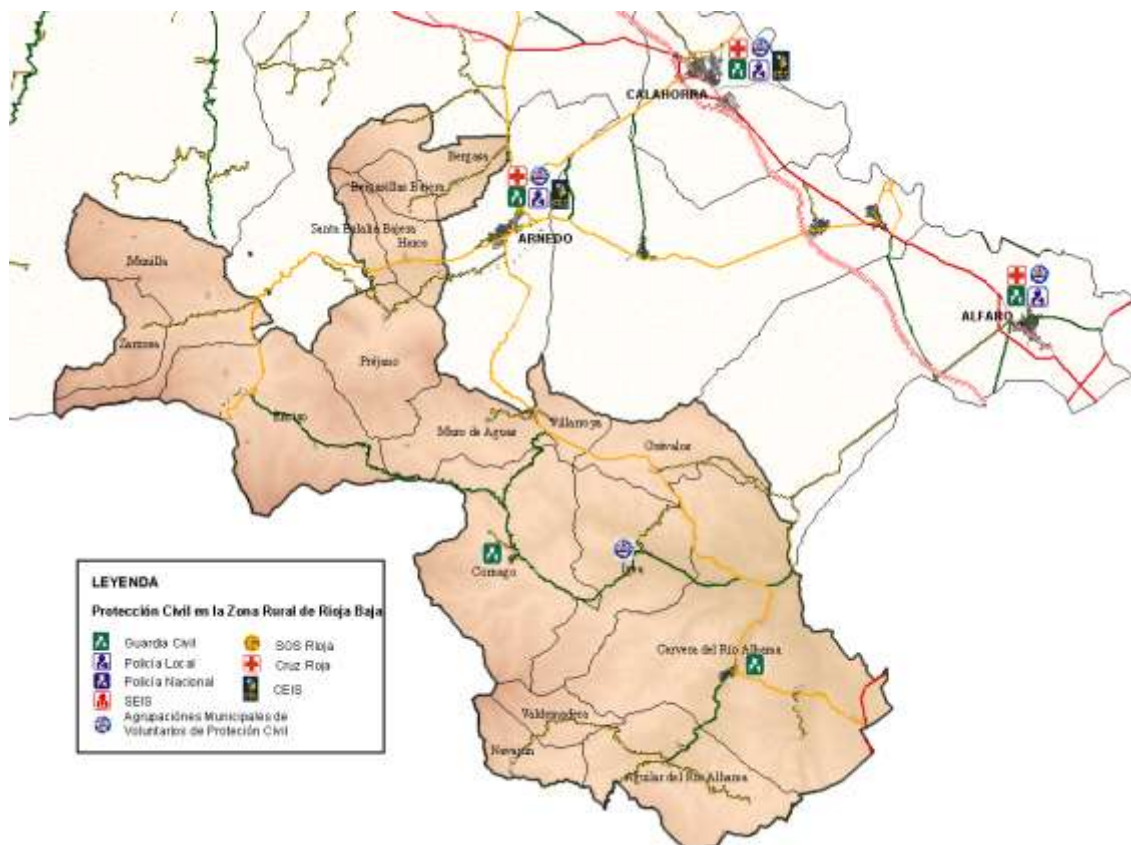 CALAHORRA
Bergasa
Bergasillas Bajera
Santa Eulalia Bajera
Herce
ARNEDO
Munilla
ALFARO
Zarzosa
Préjano
Enciso
Muro de Aguas
Villarroya
Grávalos
Cornago
Igea
Cervera del Río Alhama
Valdemadera
Navajún
Aguilar del Río Alhama
LEYENDA
Protección Civil en la Zona Rural de Rioja Baja
Guarda Civil
SOS Rioja
Policía Local
Cruz Roja
Policía Nacional
CEIS
SEIS
Agrupaciónes Municipales de
Voluntarios de Proteción Civil